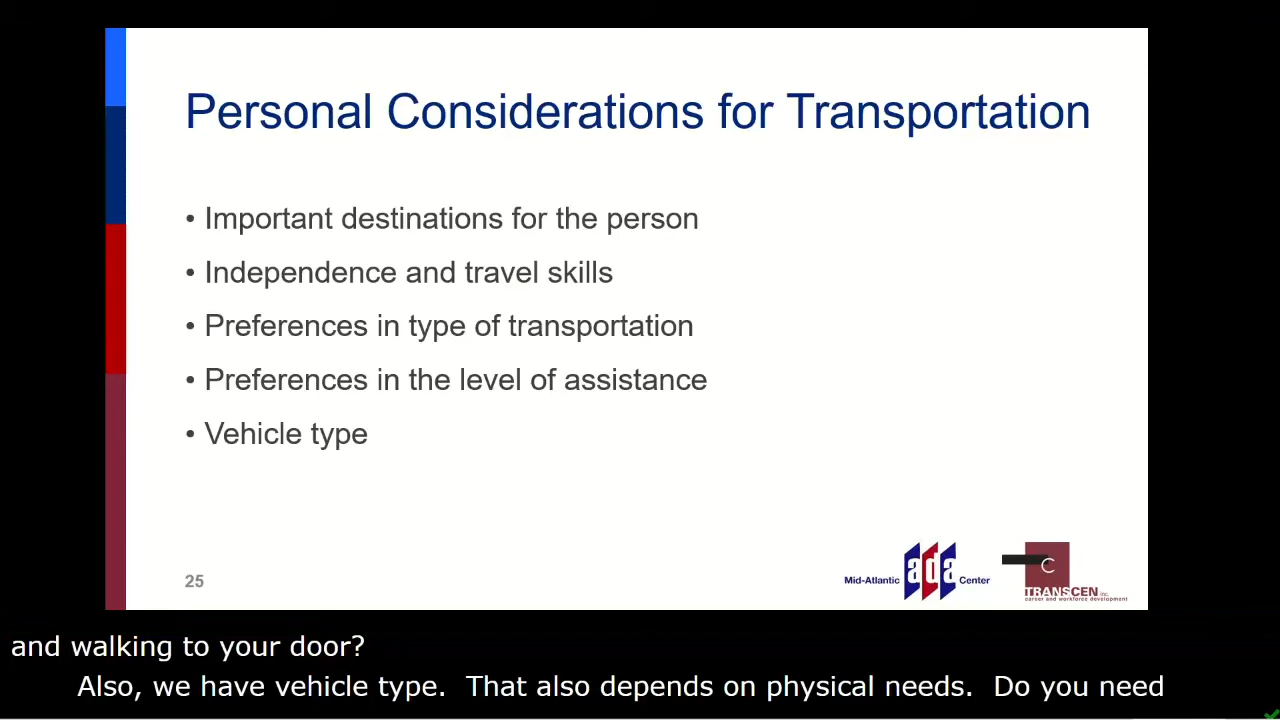 Personal Considerations for Transportation
• Important destinations for the person
• Independence and travel skills
• Preferences in type of transportation
• Preferences in the level of assistance
• Vehicle type
25
Mid-Atlantic ada Center
C
TRANSCEN inc.
career and workforce development
and walking to your door?
Also, we have vehicle type.  That also depends on physical needs.  Do you need